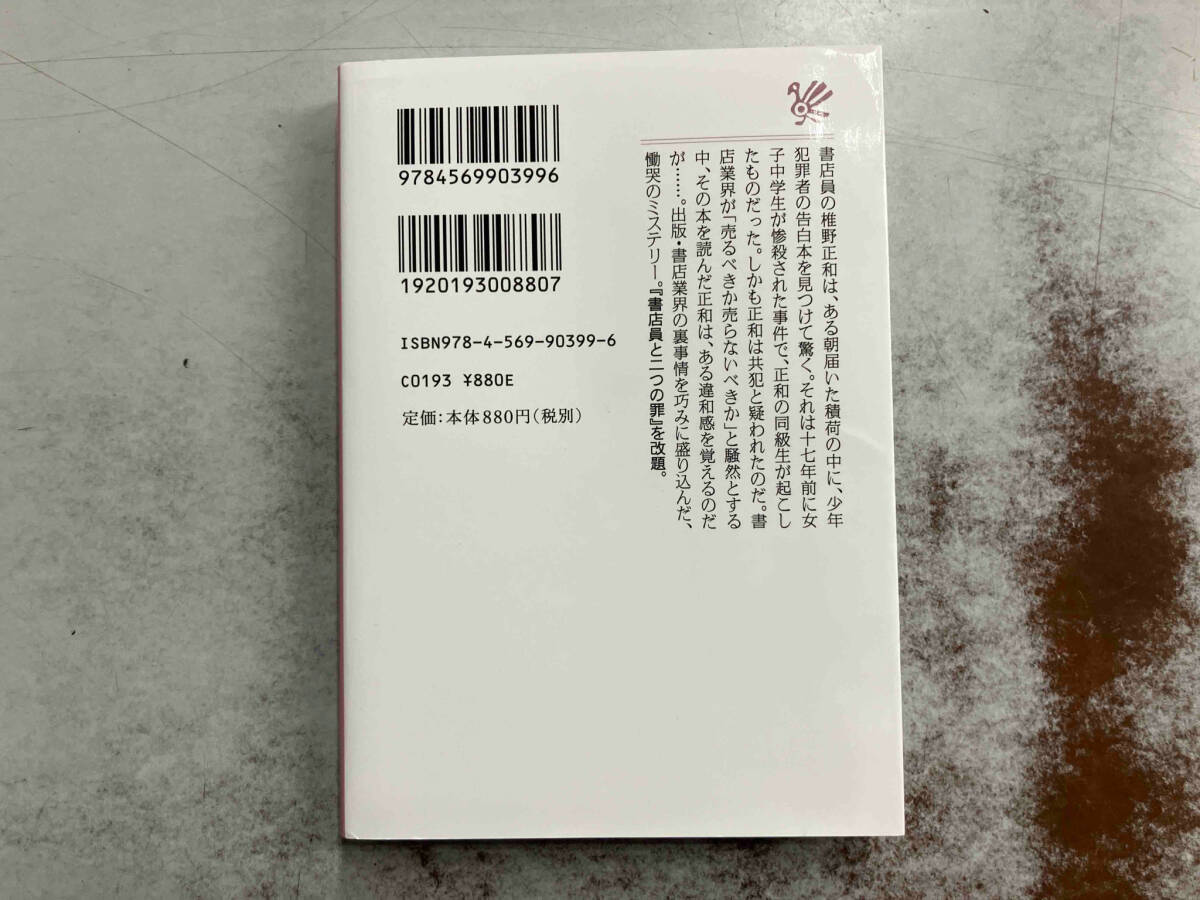 9784569903996
1920193008807
ISBN978-4-569-90399-6
C0193 ¥880E
定価：本体880円（税別）
書店員の椎野正和は、ある朝届いた積荷の中に、少年
犯罪者の告白本を見つけて驚く。それは十七年前に女
子中学生が惨殺された事件で、正和の同級生が起こし
たものだった。しかも正和は共犯と疑われたのだ。書
店業界が「売るべきか売らないべきか」と騒然とする
中、その本を読んだ正和は、ある違和感を覚えるのだ
が……。出版・書店業界の裏事情を巧みに盛り込んだ、
慟哭のミステリー。『書店員と二つの罪』を改題。